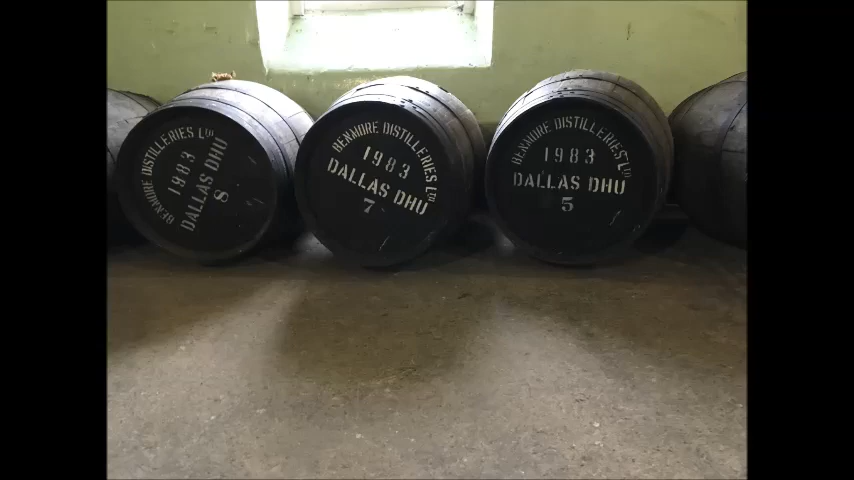 BENMORE DISTILLERIES LTD
1983
DALLAS DHU
8
BENMORE DISTILLERIES LTD
1983
DALLAS DHU
7
BENMORE DISTILLERIES LTD
1983
DALLAS DHU
5